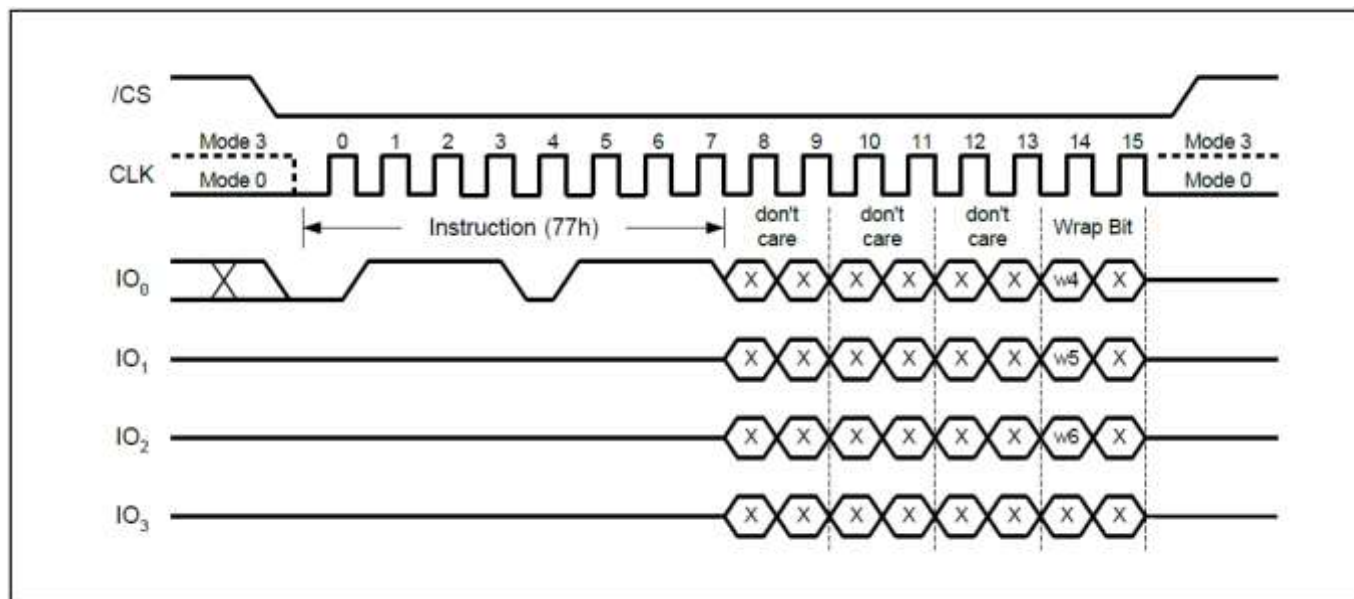 /CS
Mode 3 0 1 2 3 4 5 6 7 8 9 10 11 12 13 14 15 Mode 3
CLK Mode 0 Mode 0
Instruction (77h) don't care don't care don't care Wrap Bit
IO0 X X X X X X w4 X
IO1 X X X X X X w5 X
IO2 X X X X X X w6 X
IO3 X X X X X X X X